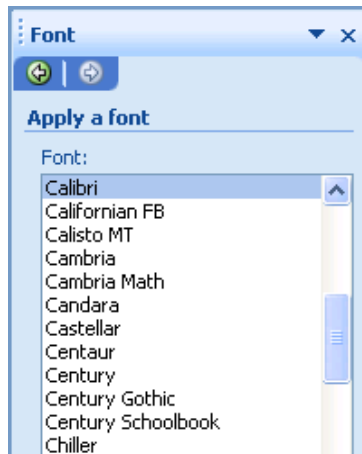 Font
Apply a font
Font:
Calibri
Californian FB
Calisto MT
Cambria
Cambria Math
Candara
Castellar
Centaur
Century
Century Gothic
Century Schoolbook
Chiller